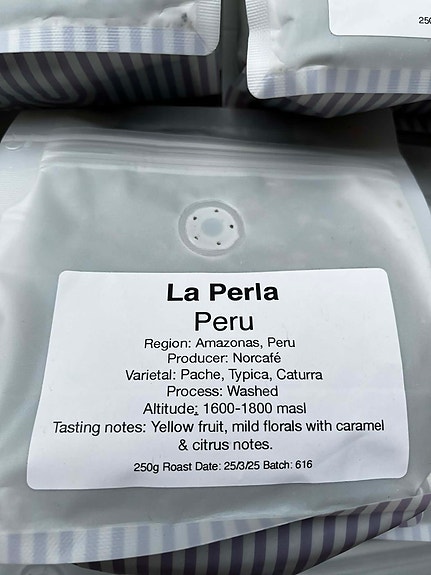 250
La Perla
Peru
Region: Amazonas, Peru
Producer: Norcafé
Varietal: Pache, Typica, Caturra
Process: Washed
Altitude: 1600-1800 masl
Tasting notes: Yellow fruit, mild florals with caramel
& citrus notes.
250g Roast Date: 25/3/25 Batch: 616